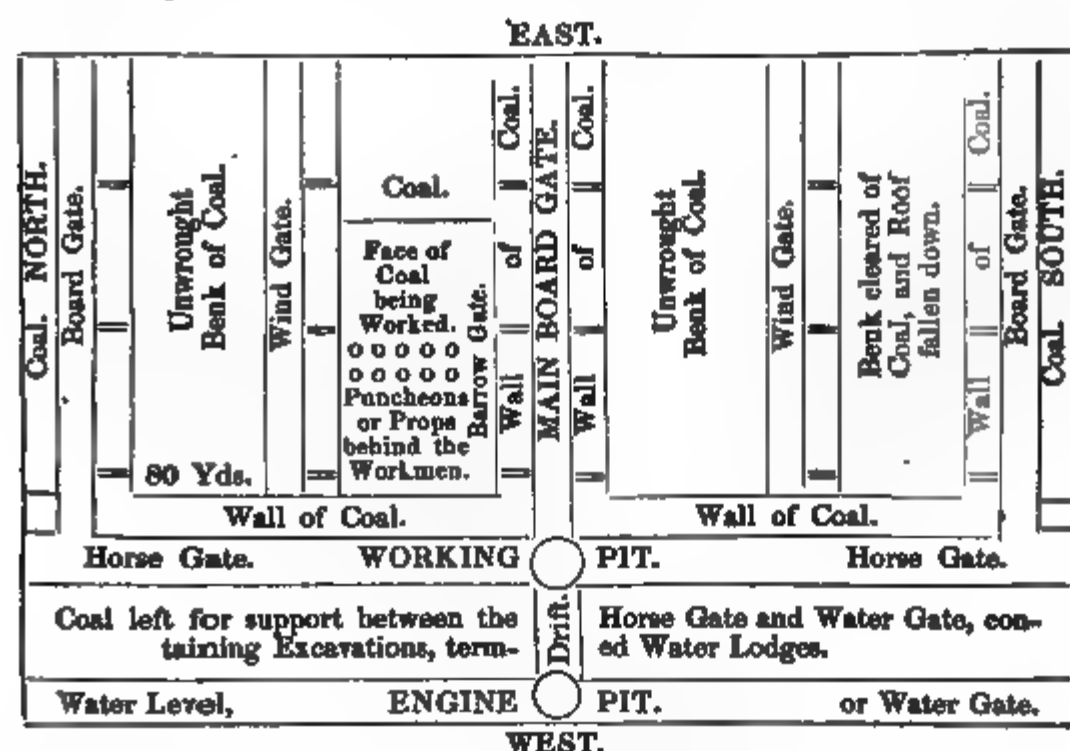 EAST.
Coal. NORTH.
Board Gate.
Unwrought
Benk of Coal.
80 Yds.
Wind Gate.
Coal.
Face of
Coal
being
Worked.
Puncheons
or Props
behind the
Workmen.
Barrow Gate.
Wall of Coal.
MAIN BOARD GATE.
Wall of Coal.
Unwrought
Benk of Coal.
Wind Gate.
Benk cleared of
Coal, and Roof
fallen down.
Wall of Coal.
Board Gate.
Coal SOUTH.
Wall of Coal.
Wall of Coal.
Horse Gate. WORKING PIT. Horse Gate.
Coal left for support between the
taining Excavations, term-
Drift.
Horse Gate and Water Gate, con-
ed Water Lodges.
Water Level, ENGINE PIT. or Water Gate.
WEST.